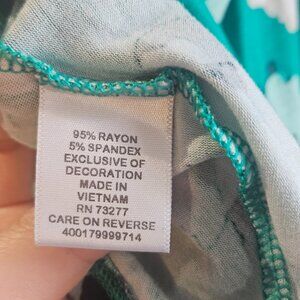 95% RAYON
5% SPANDEX
EXCLUSIVE OF
DECORATION
MADE IN
VIETNAM
RN 73277
CARE ON REVERSE
400179999714